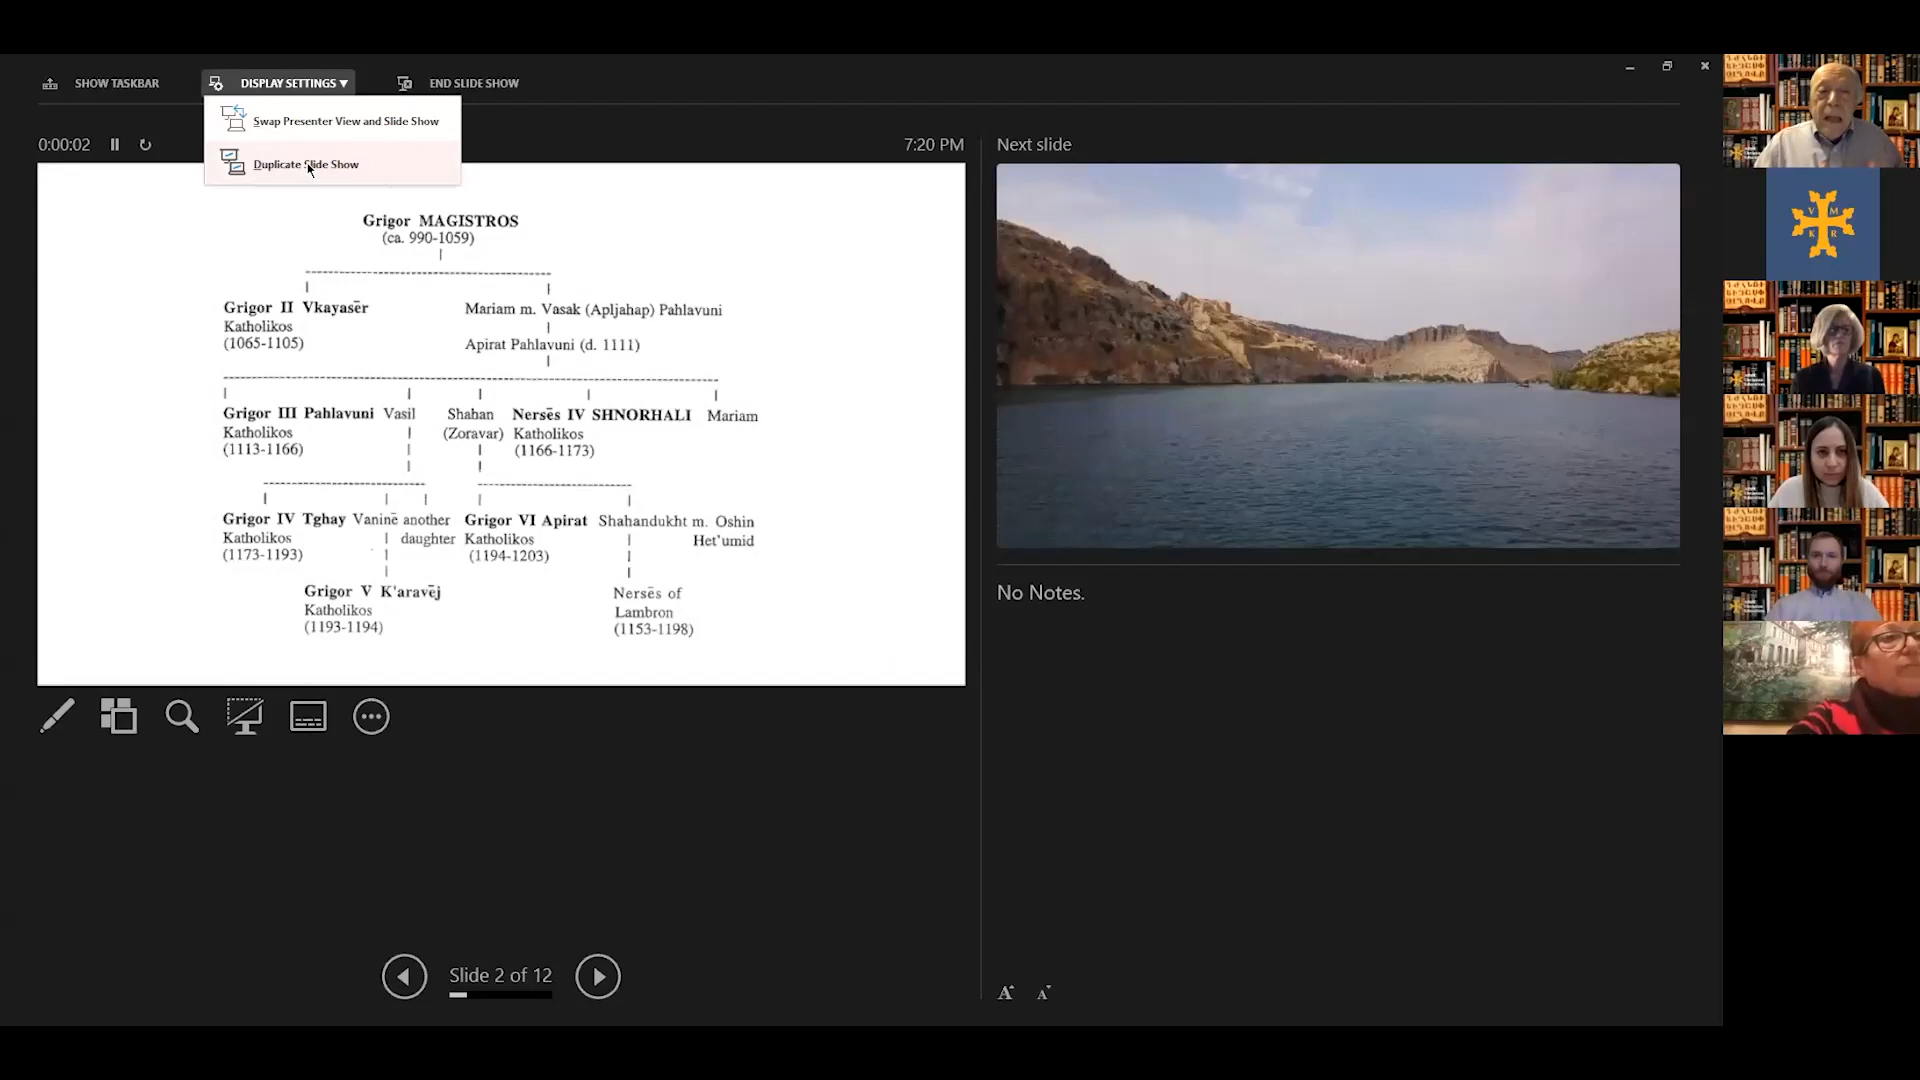 SHOW TASKBAR
DISPLAY SETTINGS ▼
END SLIDE SHOW
Swap Presenter View and Slide Show
Duplicate Slide Show
0:00:02
7:20 PM
Next slide
Grigor MAGISTROS
(ca. 990-1059)
Grigor II Vkayasēr
Mariam m. Vasak (Apljahap) Pahlavuni
Katholikos
(1065-1105)
Apirat Pahlavuni (d. 1111)
Grigor III Pahlavuni Vasil Shahan Nersēs IV SHNORHALI Mariam
Katholikos (Zoravar) Katholikos
(1113-1166) (1166-1173)
Grigor IV Tghay Vaninē another Grigor VI Apirat Shahandukht m. Oshin
Katholikos daughter Katholikos Het'umid
(1173-1193) (1194-1203)
Grigor V K'aravēj Nersēs of
Katholikos Lambron
(1193-1194) (1153-1198)
No Notes.
Slide 2 of 12
A A
V M
K R